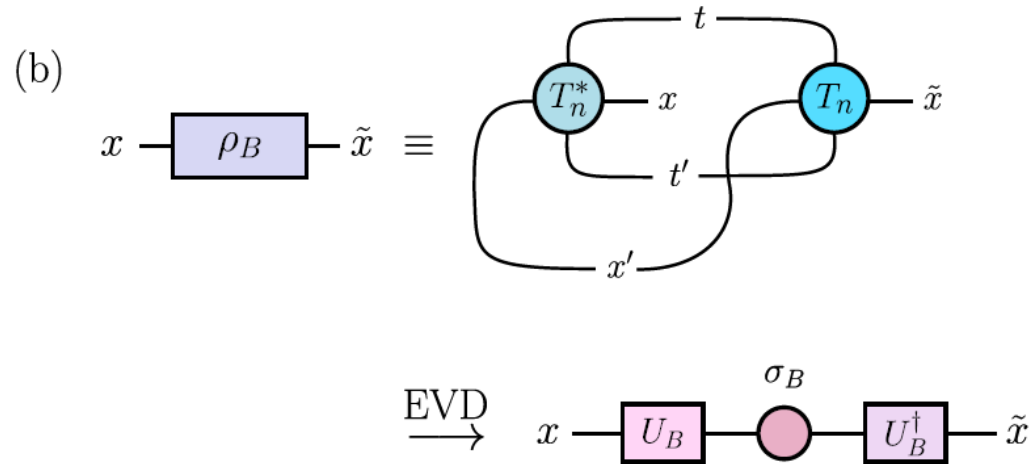 (b)
t
T_n^* x T_n x̃
x ρ_B x̃ ≡
t′
x′
σ_B
EVD
⟶ x U_B U_B^† x̃